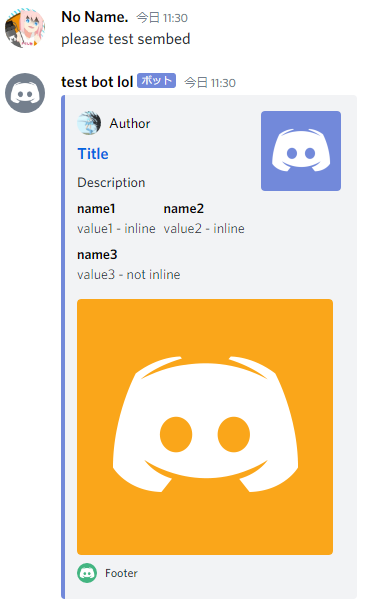 No Name. 今日 11:30
please test sembed
test bot lol ボット 今日 11:30
Author
Title
Description
name1 name2
value1 - inline value2 - inline
name3
value3 - not inline
Footer